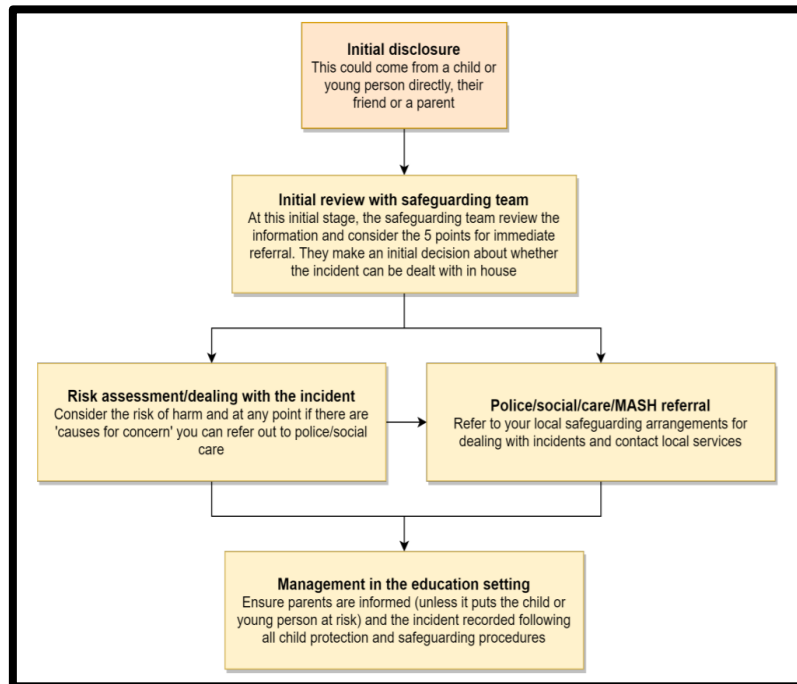 Initial disclosure
This could come from a child or
young person directly, their
friend or a parent
Initial review with safeguarding team
At this initial stage, the safeguarding team review the
information and consider the 5 points for immediate
referral. They make an initial decision about whether
the incident can be dealt with in house
Risk assessment/dealing with the incident
Consider the risk of harm and at any point if there are
'causes for concern' you can refer out to police/social
care
Police/social/care/MASH referral
Refer to your local safeguarding arrangements for
dealing with incidents and contact local services
Management in the education setting
Ensure parents are informed (unless it puts the child or
young person at risk) and the incident recorded following
all child protection and safeguarding procedures